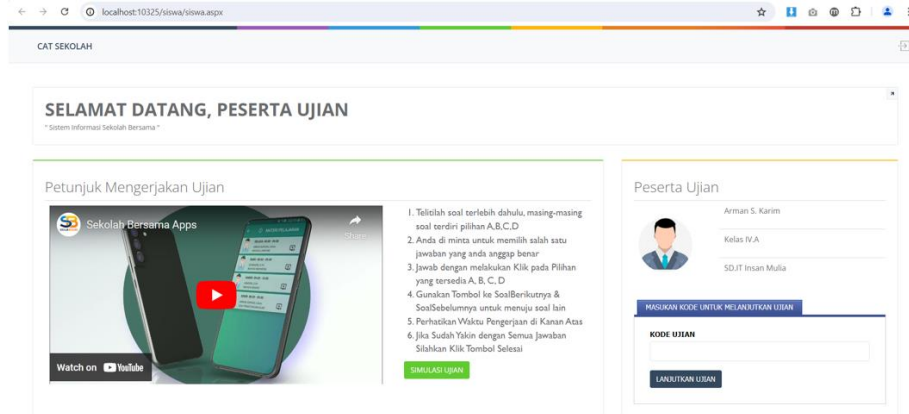 localhost:10325/siswa/siswa.aspx
CAT SEKOLAH
SELAMAT DATANG, PESERTA UJIAN
" Sistem Informasi Sekolah Bersama "
Petunjuk Mengerjakan Ujian
Sekolah Bersama Apps
Share
Watch on YouTube
1. Telitilah soal terlebih dahulu, masing-masing
soal terdiri pilihan A,B,C,D
2. Anda di minta untuk memilih salah satu
jawaban yang anda anggap benar
3. Jawab dengan melakukan Klik pada Pilihan
yang tersedia A, B, C, D
4. Gunakan Tombol ke SoalBerikutnya &
SoalSebelumnya untuk menuju soal lain
5. Perhatikan Waktu Pengerjaan di Kanan Atas
6. Jika Sudah Yakin dengan Semua Jawaban
Silahkan Klik Tombol Selesai
SIMULASI UJIAN
Peserta Ujian
Arman S. Karim
Kelas IV.A
SD.IT Insan Mulia
MASUKAN KODE UNTUK MELANJUTKAN UJIAN
KODE UJIAN
LANJUTKAN UJIAN